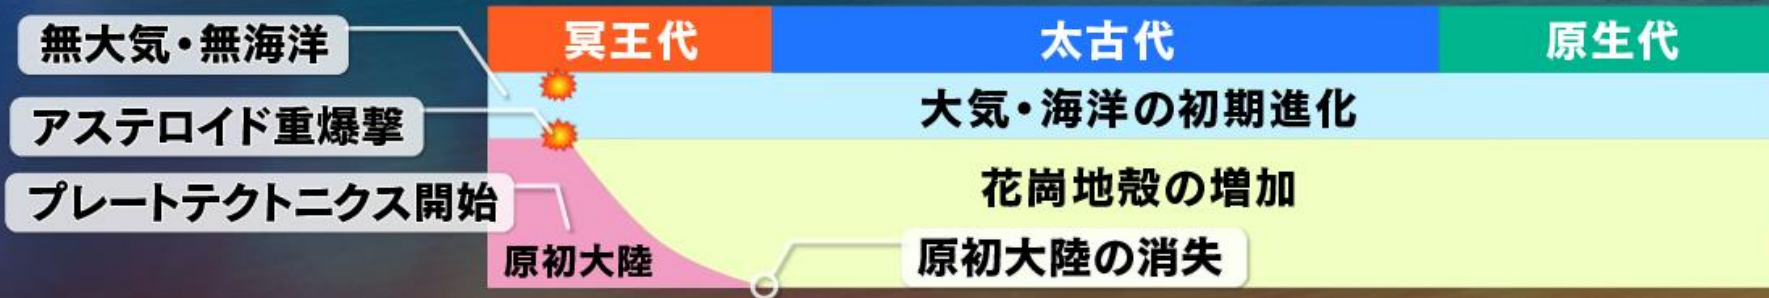 無大気・無海洋
アステロイド重爆撃
プレートテクトニクス開始
冥王代
太古代
原生代
大気・海洋の初期進化
花崗地殻の増加
原初大陸
原初大陸の消失